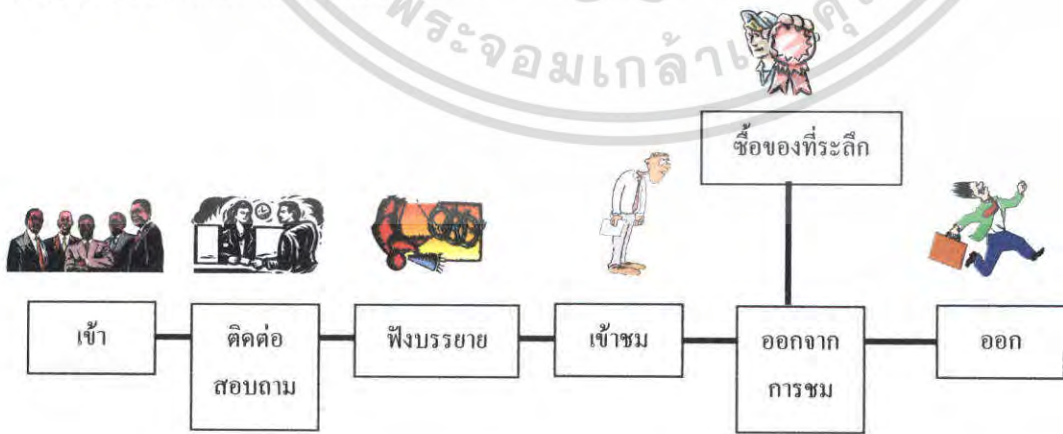 พระจอมเกล้าเ
ซื้อของที่ระลึก
เข้า
ติดต่อ
สอบถาม
ฟังบรรยาย
เข้าชม
ออกจาก
การชม
ออก